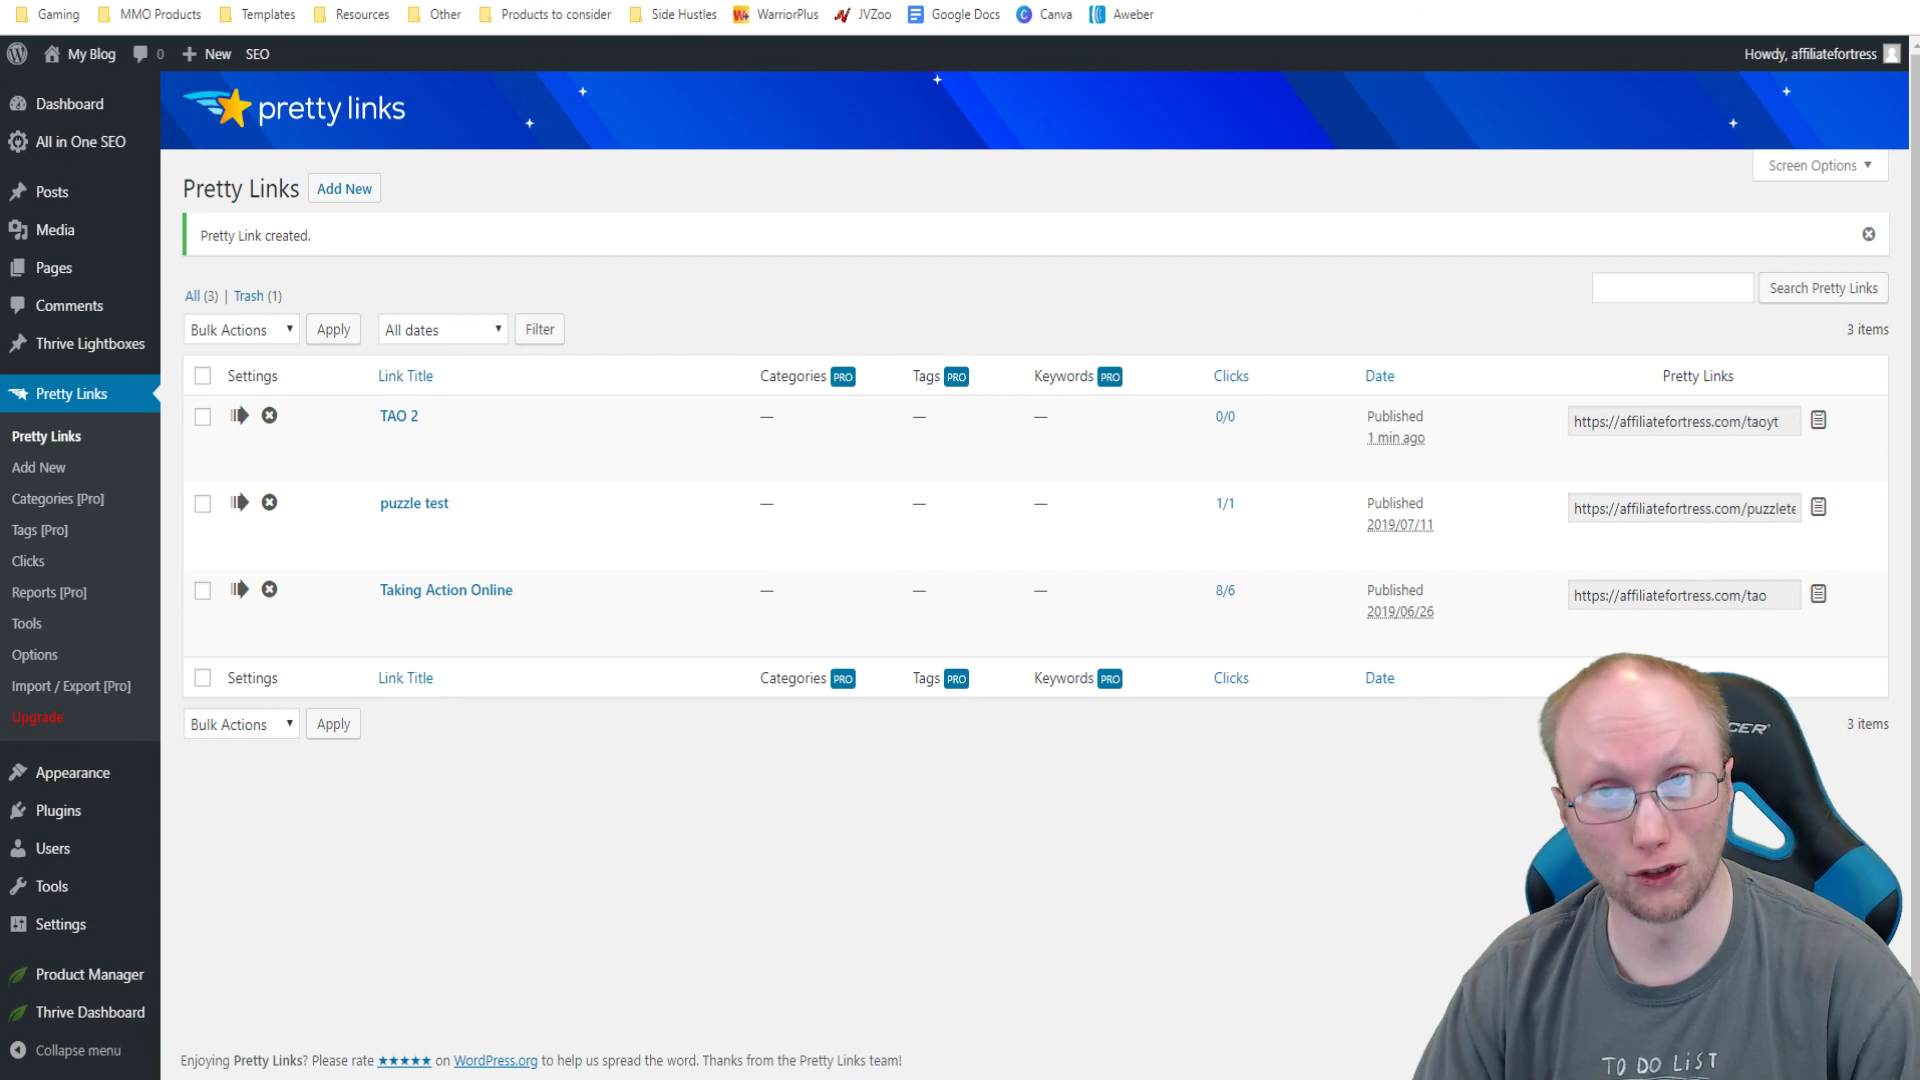 Gaming MMO Products Templates Resources Other Products to consider Side Hustles WarriorPlus JVZoo Google Docs Canva Aweber
My Blog 0 New SEO Howdy, affiliatefortress
pretty links
Dashboard
All in One SEO
Posts
Media
Pages
Comments
Thrive Lightboxes
Pretty Links
Pretty Links
Add New
Categories [Pro]
Tags [Pro]
Clicks
Reports [Pro]
Tools
Options
Import / Export [Pro]
Upgrade
Appearance
Plugins
Users
Tools
Settings
Product Manager
Thrive Dashboard
Collapse menu
Screen Options
Pretty Links Add New
Pretty Link created.
All (3) | Trash (1)
Search Pretty Links
Bulk Actions Apply All dates Filter 3 items
Settings Link Title Categories PRO Tags PRO Keywords PRO Clicks Date Pretty Links
TAO 2 — — — 0/0 Published https://affiliatefortress.com/taoyt
1 min ago
puzzle test — — — 1/1 Published https://affiliatefortress.com/puzzlete
2019/07/11
Taking Action Online — — — 8/6 Published https://affiliatefortress.com/tao
2019/06/26
Settings Link Title Categories PRO Tags PRO Keywords PRO Clicks Date
Bulk Actions Apply 3 items
Enjoying Pretty Links? Please rate ★★★★★ on WordPress.org to help us spread the word. Thanks from the Pretty Links team!
TO DO LIST